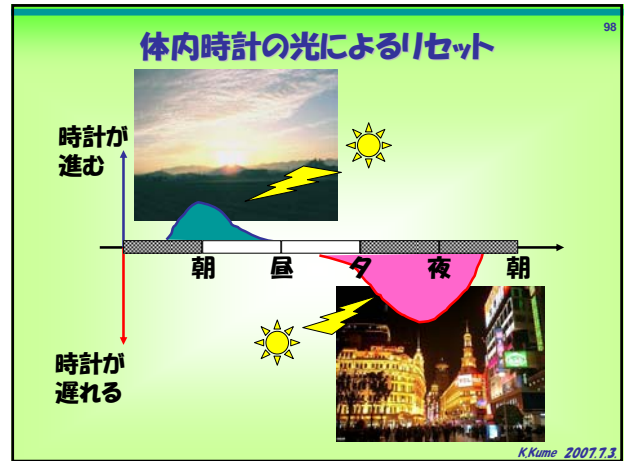 98
体内時計の光によるリセット
時計が
進む
朝 昼 夕 夜 朝
時計が
遅れる
K.Kume 2007.7.3.